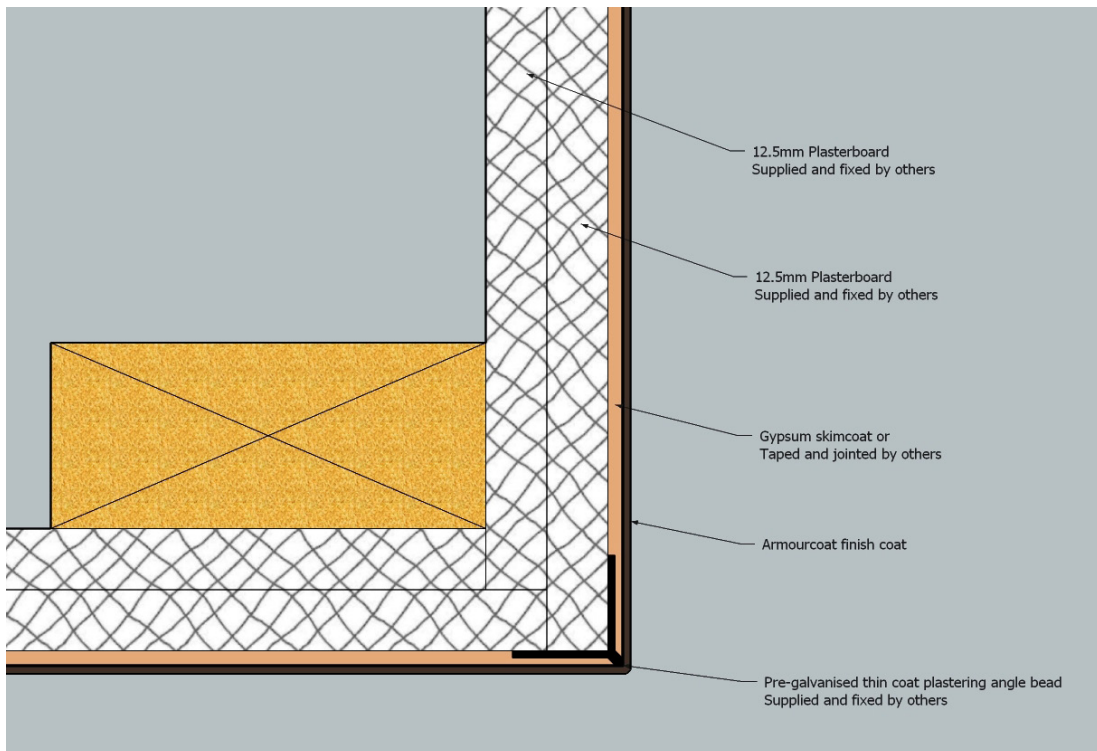 12.5mm Plasterboard
Supplied and fixed by others
12.5mm Plasterboard
Supplied and fixed by others
Gypsum skimcoat or
Taped and jointed by others
Armourcoat finish coat
Pre-galvanised thin coat plastering angle bead
Supplied and fixed by others